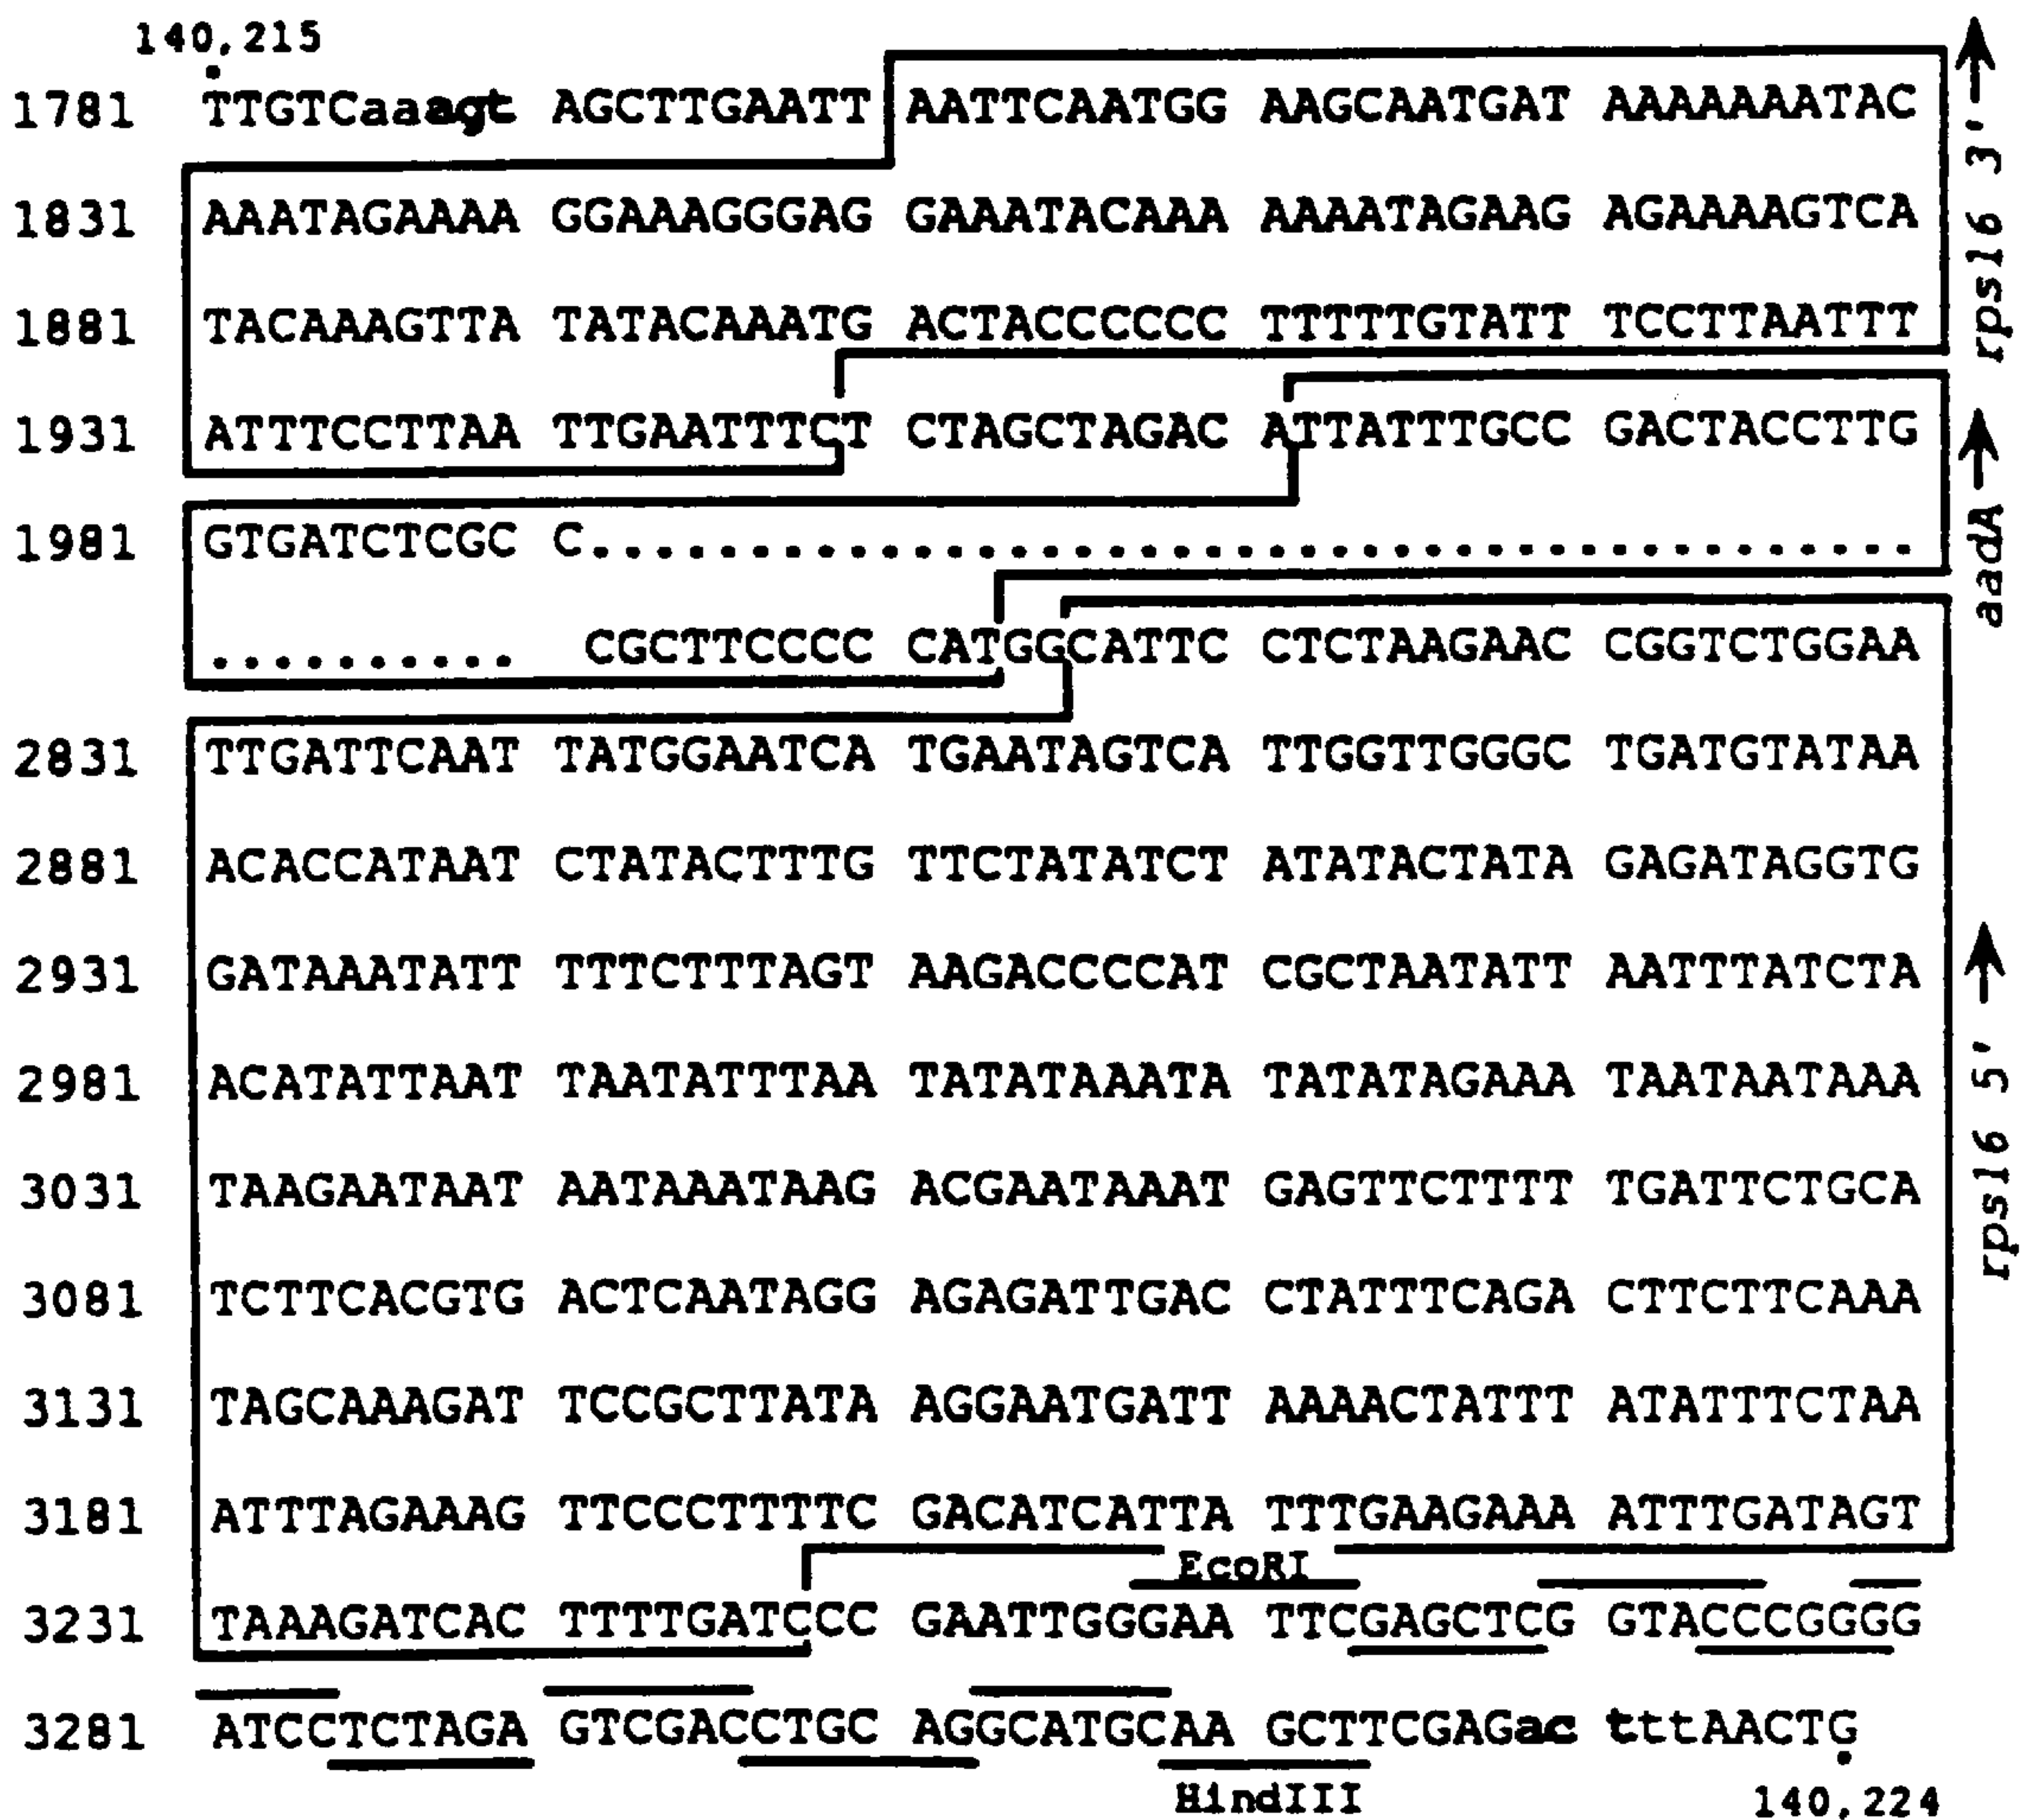 140,215
1781 TTGTCaaagt AGCTTGAATT AATTCAATGG AAGCAATGAT AAAAAAATAC
1831 AAATAGAAAA GGAAAGGGAG GAAATACAAA AAAATAGAAG AGAAAAGTCA
1881 TACAAAGTTA TATACAAATG ACTACCCCCC TTTTTGTATT TCCTTAATTT
rps16 3'
1931 ATTTCCTTAA TTGAATTTCT CTAGCTAGAC ATTATTTGCC GACTACCTTG
1981 GTGATCTCGC C.........................................
.......... CGCTTCCCC CATGGCATTC CTCTAAGAAC CGGTCTGGAA
aadA
2831 TTGATTCAAT TATGGAATCA TGAATAGTCA TTGGTTGGGC TGATGTATAA
2881 ACACCATAAT CTATACTTTG TTCTATATCT ATATACTATA GAGATAGGTG
2931 GATAAATATT TTTCTTTAGT AAGACCCCAT CGCTAATATT AATTTATCTA
2981 ACATATTAAT TAATATTTAA TATATAAATA TATATAGAAA TAATAATAAA
3031 TAAGAATAAT AATAAATAAG ACGAATAAAT GAGTTCTTTT TGATTCTGCA
rps16 5'
3081 TCTTCACGTG ACTCAATAGG AGAGATTGAC CTATTTCAGA CTTCTTCAAA
3131 TAGCAAAGAT TCCGCTTATA AGGAATGATT AAAACTATTT ATATTTCTAA
3181 ATTTAGAAAG TTCCCTTTTC GACATCATTA TTTGAAGAAA ATTTGATAGT
EcoRI
3231 TAAAGATCAC TTTTGATCCC GAATTGGGAA TTCGAGCTCG GTACCCGGGG
3281 ATCCTCTAGA GTCGACCTGC AGGCATGCAA GCTTCGAGac tttAACTG
HindIII
140,224